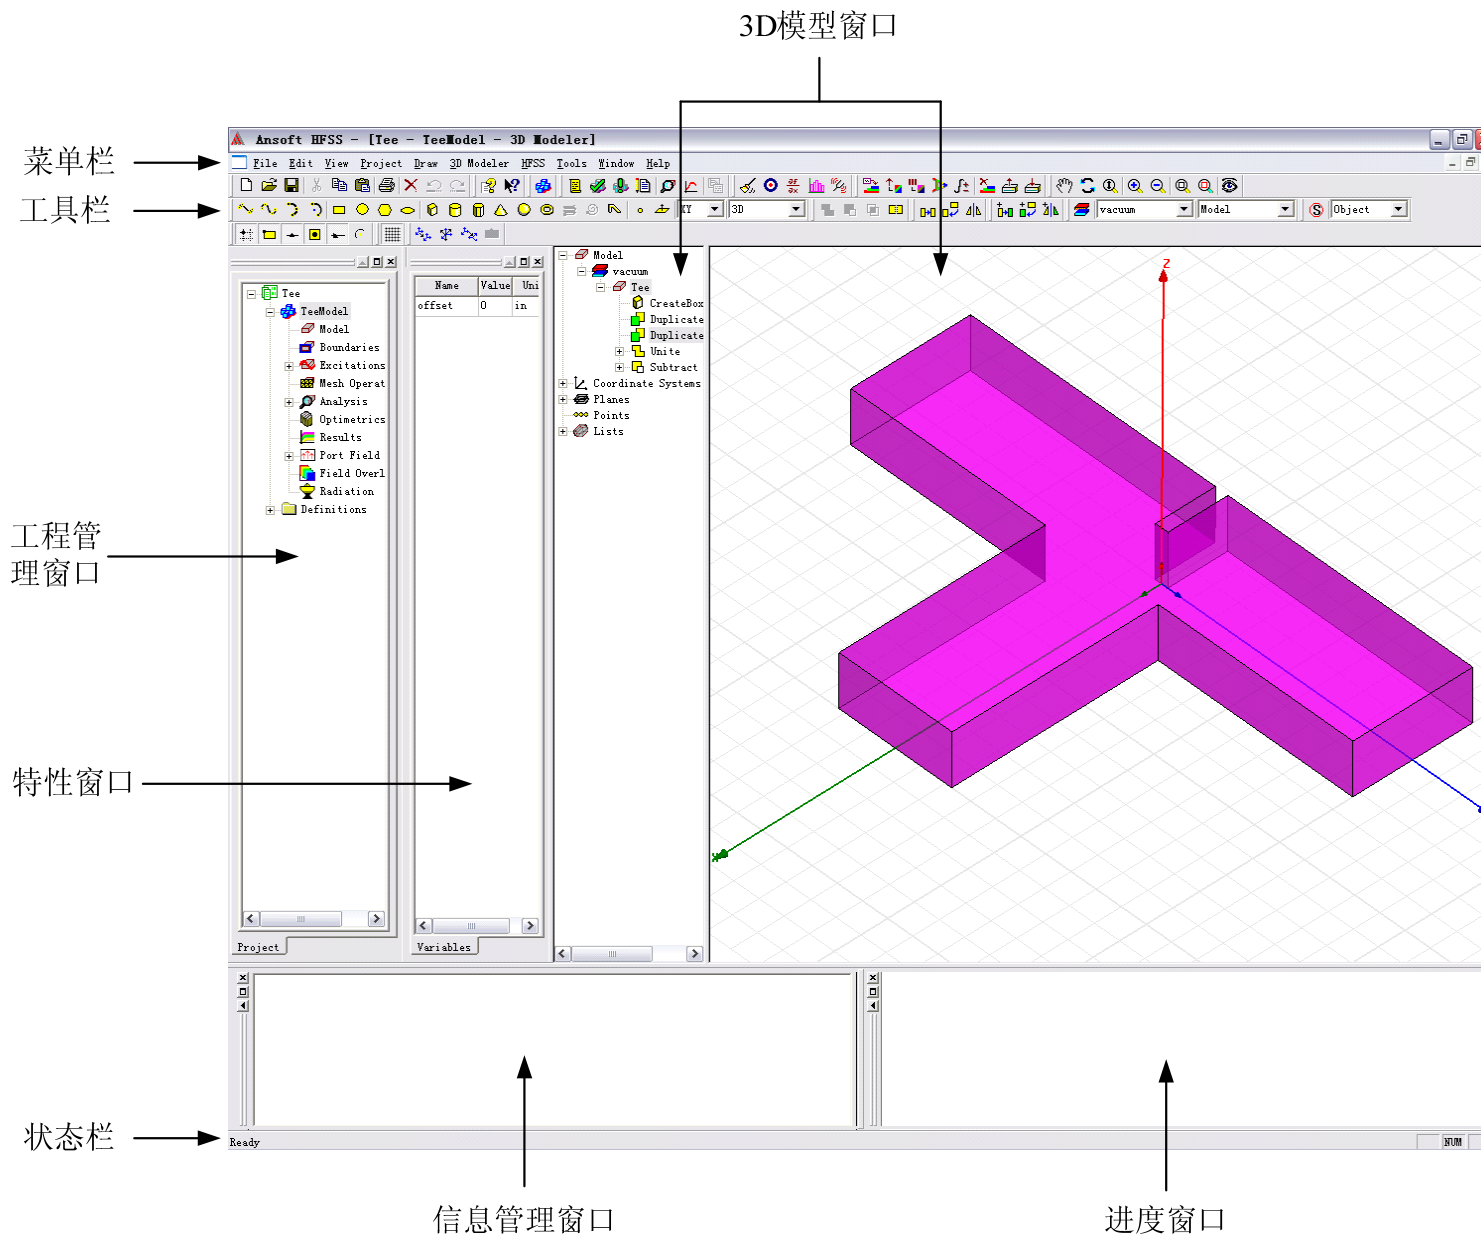 3D模型窗口
Ansoft HFSS - [Tee - TeeModel - 3D Modeler]
菜单栏
File Edit View Project Draw 3D Modeler HFSS Tools Window Help
工具栏
XY 3D vacuum Model Object
Tee
TeeModel
Model
Boundaries
Excitations
Mesh Operat
Analysis
Optimetrics
Results
Port Field
Field Overl
Radiation
Definitions
Project
Name Value Uni
offset 0 in
Variables
Model
vacuum
Tee
CreateBox
Duplicate
Duplicate
Unite
Subtract
Coordinate Systems
Planes
Points
Lists
Z
工程管
理窗口
特性窗口
状态栏
Ready
NUM
信息管理窗口
进度窗口